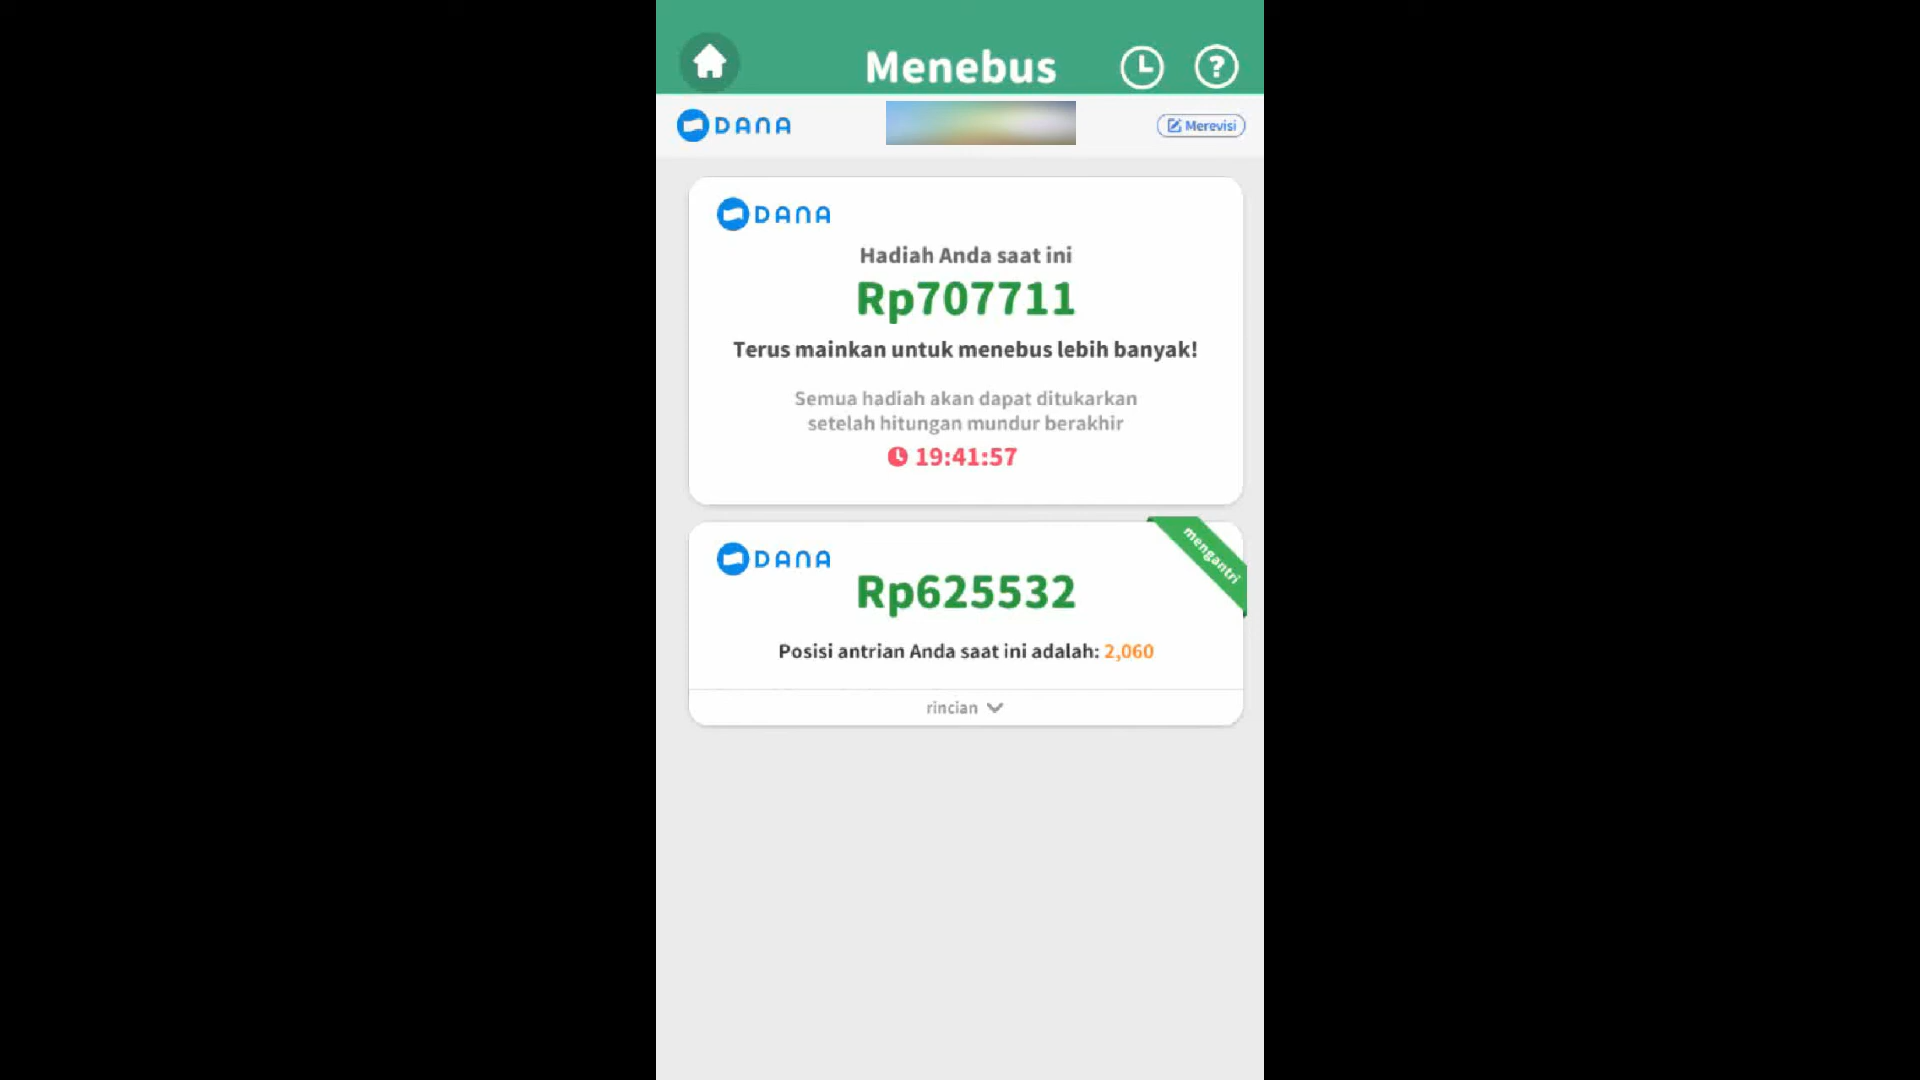 Menebus
?
DANA
Merevisi
DANA
Hadiah Anda saat ini
Rp707711
Terus mainkan untuk menebus lebih banyak!
Semua hadiah akan dapat ditukarkan
setelah hitungan mundur berakhir
19:41:57
mengantri
DANA
Rp625532
Posisi antrian Anda saat ini adalah: 2,060
rincian